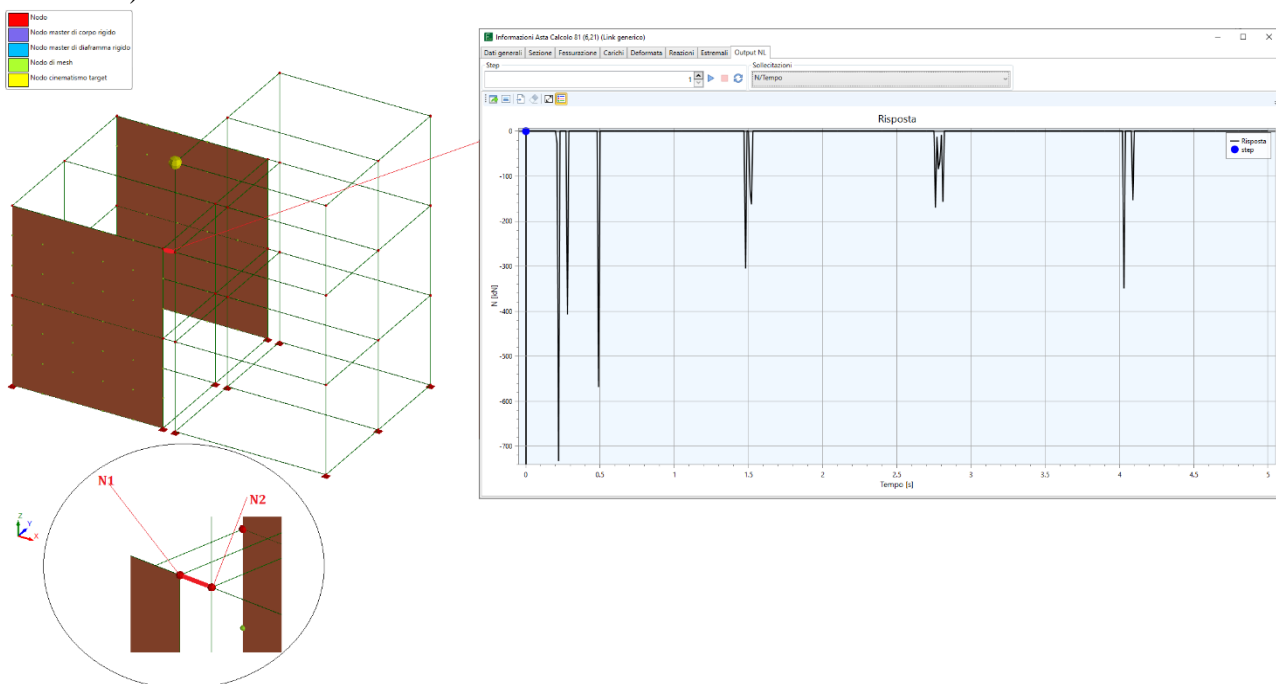 Nodo
Nodo master di corpo rigido
Nodo master di diaframma rigido
Nodo di mesh
Nodo cinematismo target
Informazioni Asta Calcolo 81 (6,21) (Link generico)
Dati generali Sezione Fessurazione Carichi Deformata Reazioni Estremali Output NL
Step Sollecitazioni
1 N/Tempo
Risposta
Risposta
step
0
-100
-200
-300
-400
-500
-600
-700
N [kN]
0 0.5 1 1.5 2 2.5 3 3.5 4 4.5 5
Tempo [s]
N1
N2
Z
Y
X